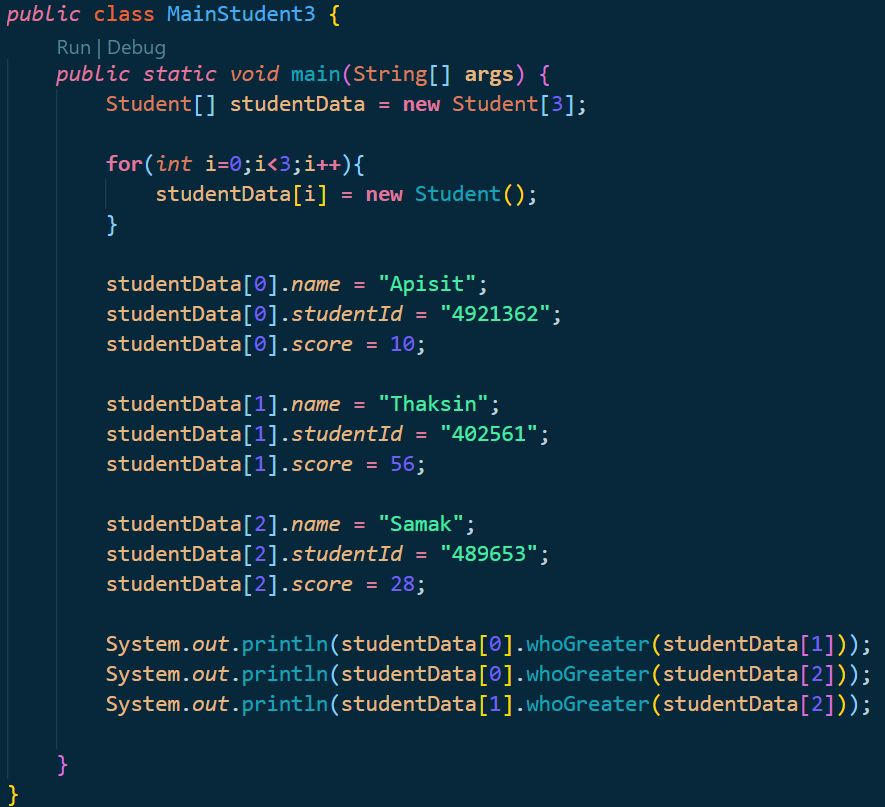 public class MainStudent3 {
Run | Debug
public static void main(String[] args) {
Student[] studentData = new Student[3];
for(int i=0;i<3;i++){
studentData[i] = new Student();
}
studentData[0].name = "Apisit";
studentData[0].studentId = "4921362";
studentData[0].score = 10;
studentData[1].name = "Thaksin";
studentData[1].studentId = "402561";
studentData[1].score = 56;
studentData[2].name = "Samak";
studentData[2].studentId = "489653";
studentData[2].score = 28;
System.out.println(studentData[0].whoGreater(studentData[1]));
System.out.println(studentData[0].whoGreater(studentData[2]));
System.out.println(studentData[1].whoGreater(studentData[2]));
}
}